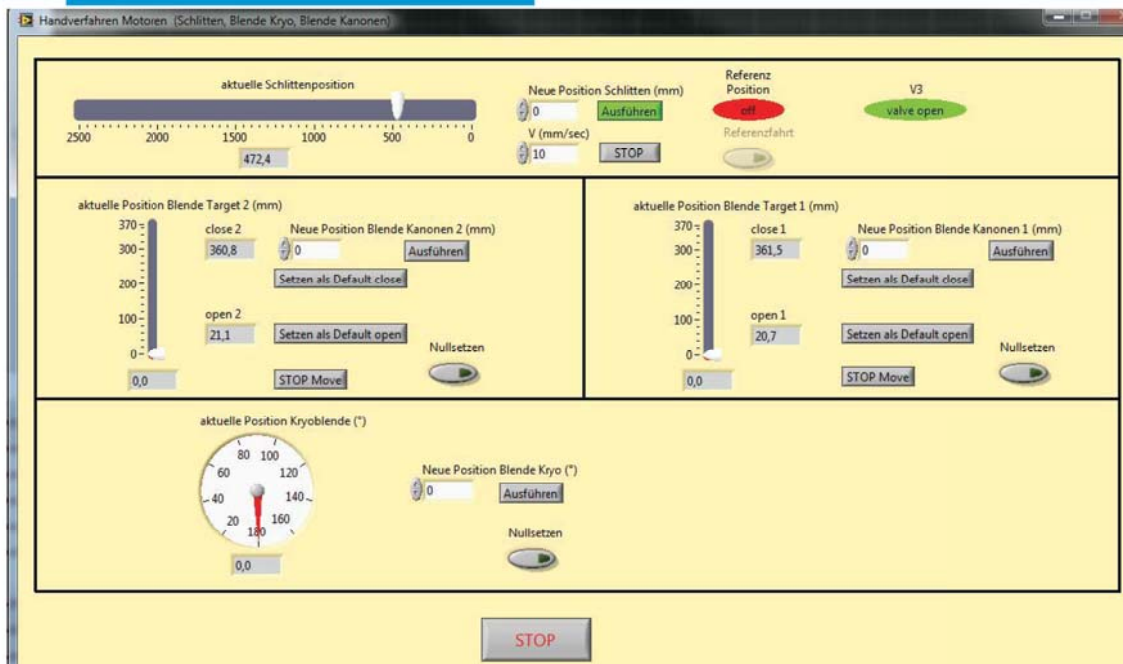 Handverfahren Motoren (Schlitten, Blende Kryo, Blende Kanonen)
aktuelle Schlittenposition
2500 2000 1500 1000 500 0
472,4
Neue Position Schlitten (mm)
0 Ausführen
V (mm/sec)
10 STOP
Referenz
Position
off
Referenzfahrt
V3
valve open
aktuelle Position Blende Target 2 (mm)
370
300
200
100
0
0,0
close 2
360,8
Neue Position Blende Kanonen 2 (mm)
0 Ausführen
Setzen als Default close
open 2
21,1
Setzen als Default open
Nullsetzen
STOP Move
aktuelle Position Blende Target 1 (mm)
370
300
200
100
0
0,0
close 1
361,5
Neue Position Blende Kanonen 1 (mm)
0 Ausführen
Setzen als Default close
open 1
20,7
Setzen als Default open
Nullsetzen
STOP Move
aktuelle Position Kryoblende (°)
80 100
60 120
40 140
20 160
180
0,0
Neue Position Blende Kryo (°)
0 Ausführen
Nullsetzen
STOP